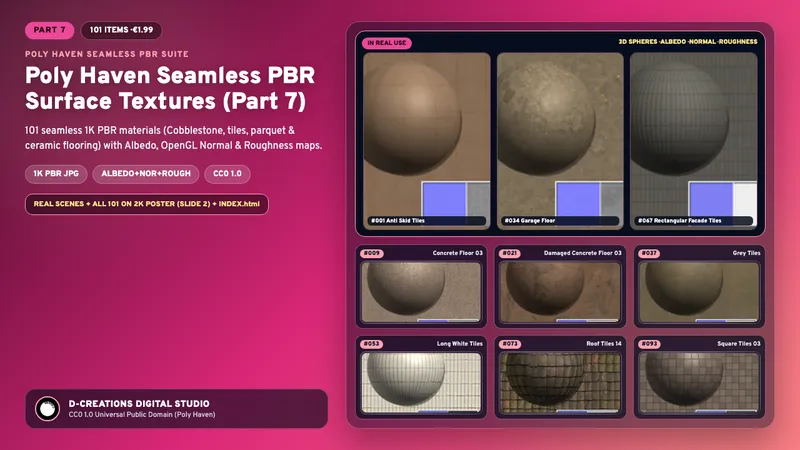 PART 7
101 ITEMS ·€1.99
POLY HAVEN SEAMLESS PBR SUITE
Poly Haven Seamless PBR
Surface Textures (Part 7)
101 seamless 1K PBR materials (Cobblestone, tiles, parquet &
ceramic flooring) with Albedo, OpenGL Normal & Roughness maps.
1K PBR JPG
ALBEDO+NOR+ROUGH
CC0 1.0
REAL SCENES + ALL 101 ON 2K POSTER (SLIDE 2) + INDEX.html
D-CREATIONS DIGITAL STUDIO
CC0 1.0 Universal Public Domain (Poly Haven)
IN REAL USE
3D SPHERES ·ALBEDO ·NORMAL ·ROUGHNESS
#001 Anti Skid Tiles
#034 Garage Floor
#067 Rectangular Facade Tiles
#009
Concrete Floor 03
#021
Damaged Concrete Floor 03
#037
Grey Tiles
#053
Long White Tiles
#073
Roof Tiles 14
#093
Square Tiles 03